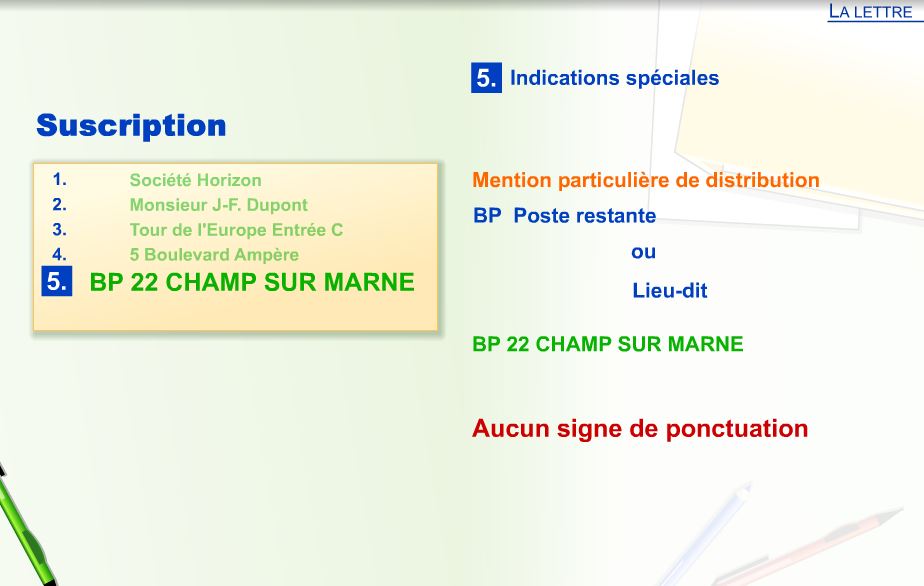 LA LETTRE
Suscription
1. Société Horizon
2. Monsieur J-F. Dupont
3. Tour de l'Europe Entrée C
4. 5 Boulevard Ampère
5. BP 22 CHAMP SUR MARNE
5. Indications spéciales
Mention particulière de distribution
BP Poste restante
ou
Lieu-dit
BP 22 CHAMP SUR MARNE
Aucun signe de ponctuation